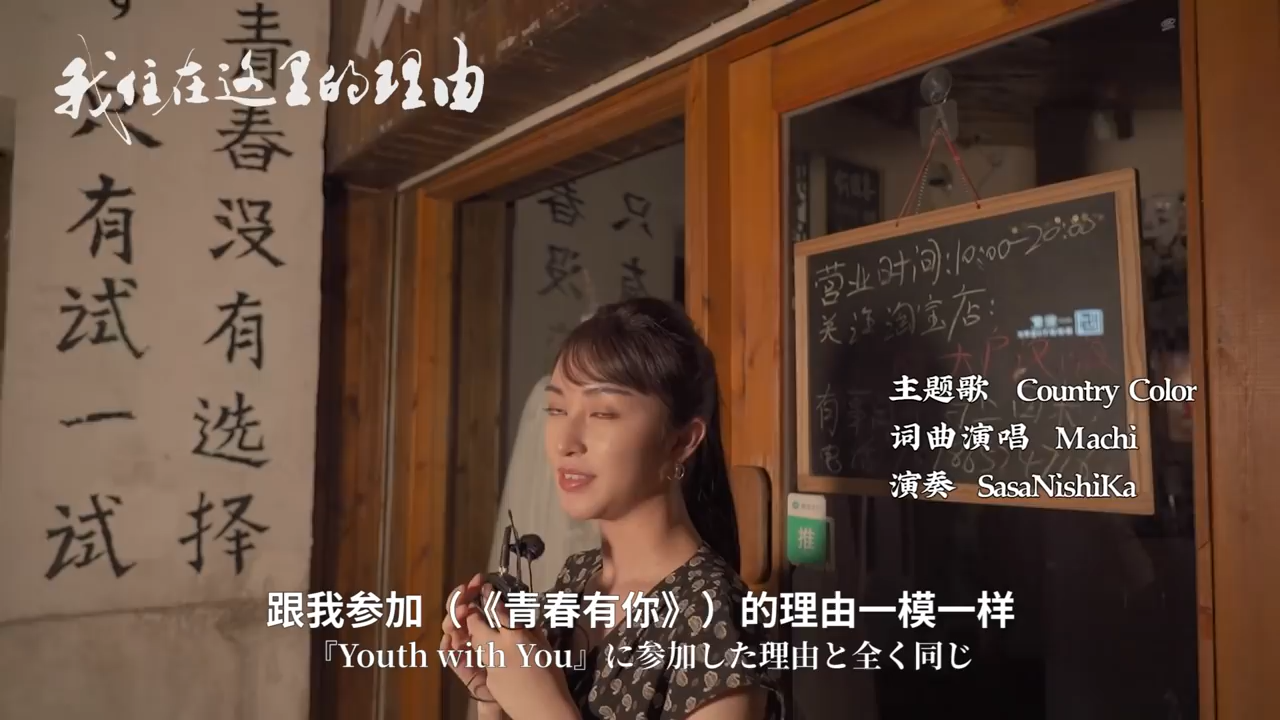 我住在这里的理由
青春没有选择
只有试一试
春没
只有
营业时间:10:00-20:00
关注淘宝店:
主题歌 Country Color
词曲演唱 Machi
演奏 SasaNishiKa
推
跟我参加（《青春有你》）的理由一模一样
『Youth with You』に参加した理由と全く同じ